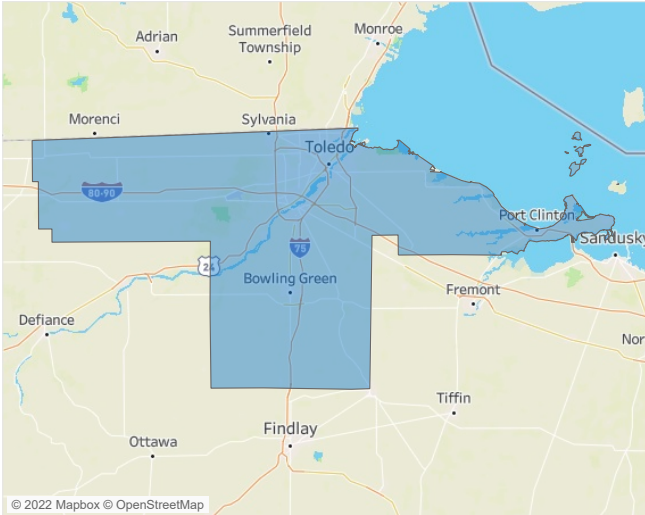 Adrian
Summerfield
Township
Monroe
Morenci
Sylvania
Toledo
80-90
Port Clinton
Sandusky
75
24
Bowling Green
Fremont
Defiance
Nor
Tiffin
Findlay
Ottawa
© 2022 Mapbox © OpenStreetMap